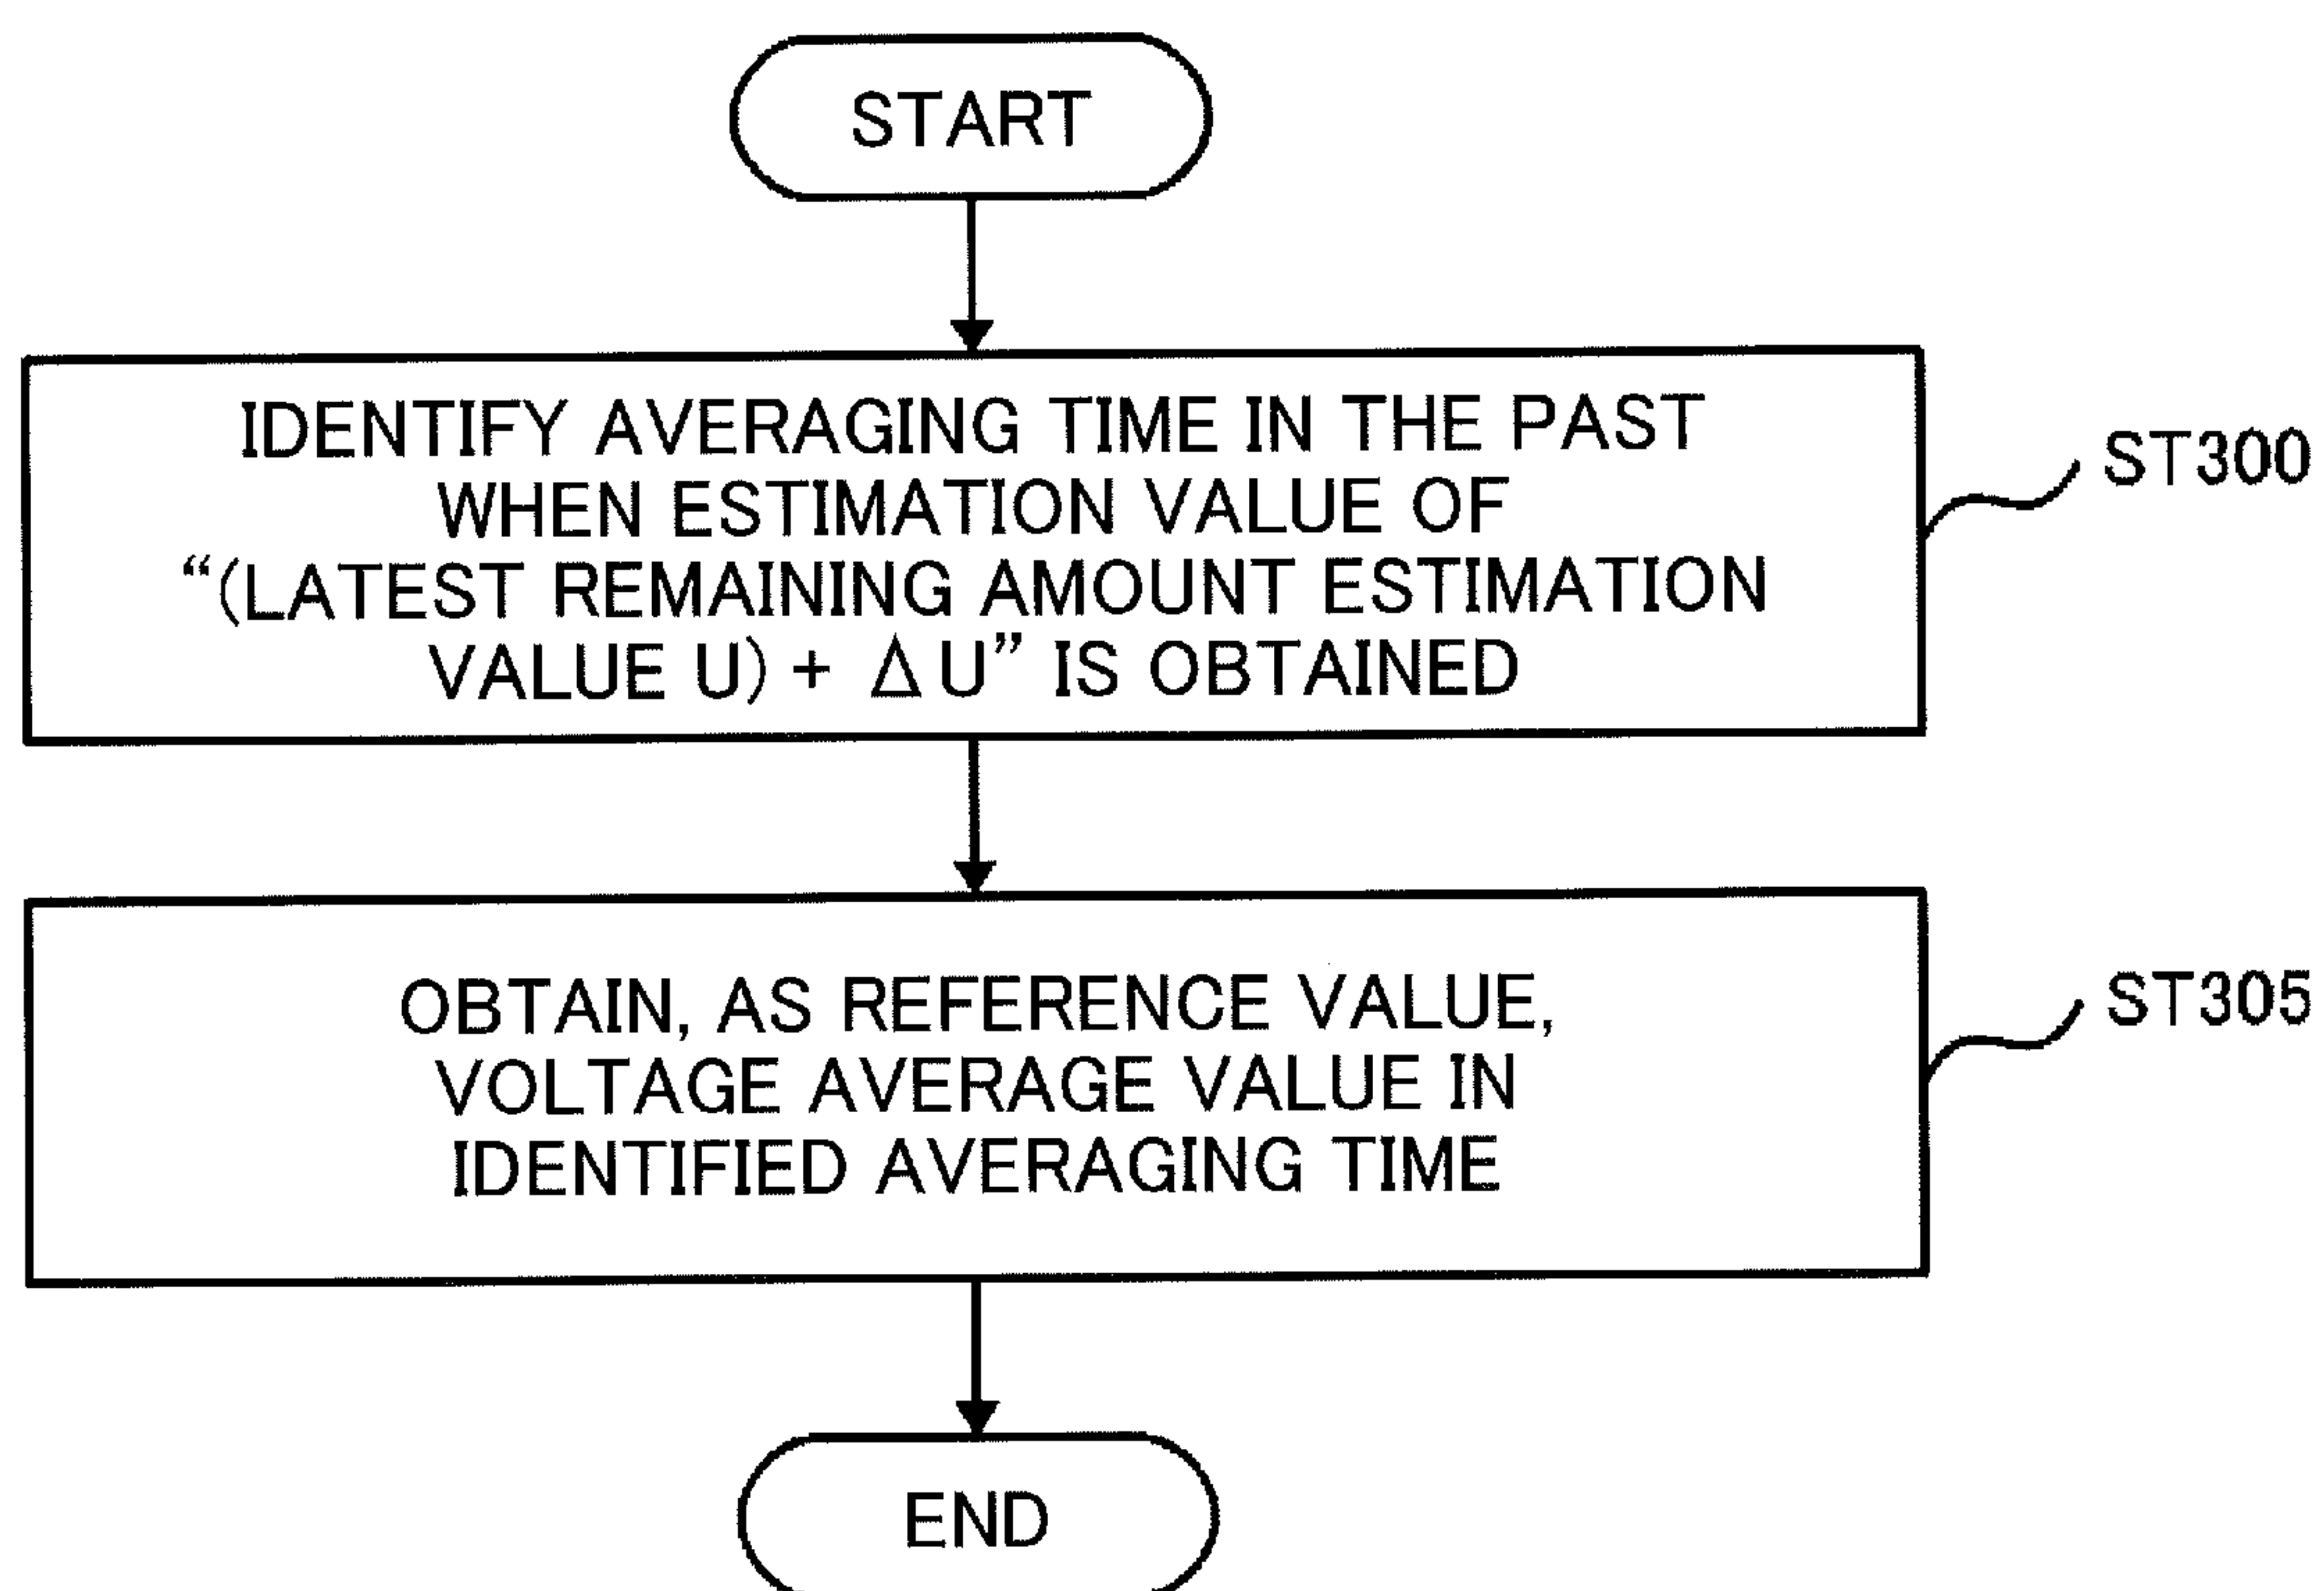 START
IDENTIFY AVERAGING TIME IN THE PAST
WHEN ESTIMATION VALUE OF
“(LATEST REMAINING AMOUNT ESTIMATION
VALUE U) + ΔU” IS OBTAINED
ST300
OBTAIN, AS REFERENCE VALUE,
VOLTAGE AVERAGE VALUE IN
IDENTIFIED AVERAGING TIME
ST305
END